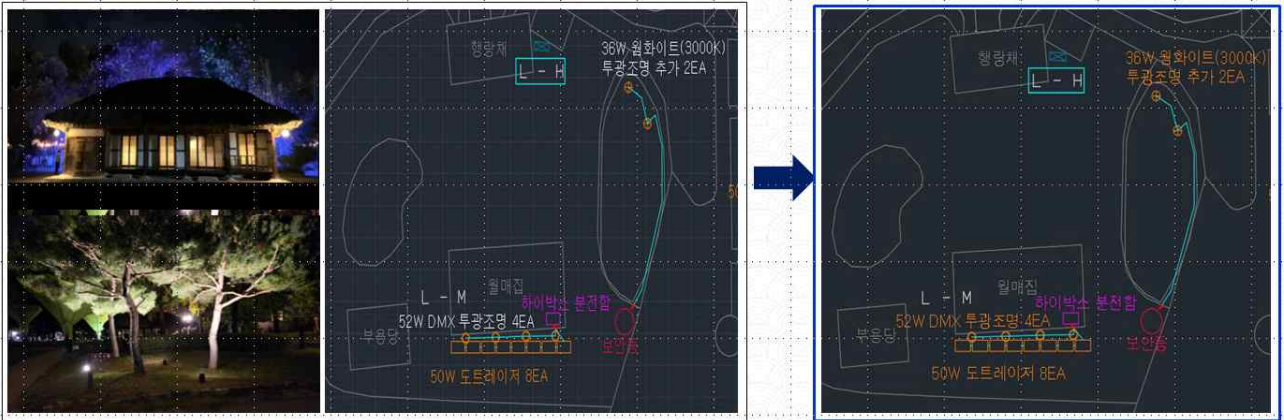 행랑채
L - H
36W 웜화이트(3000K)
투광조명 추가 2EA
50
L - M
월매집
하이박스 분전함
부용당
52W DMX 투광조명 4EA
보안등
50W 도트레이저 8EA
행랑채
L - H
36W 웜화이트(3000K)
투광조명 추가 2EA
L - M
월매집
하이박스 분전함
부용당
52W DMX 투광조명 4EA
보안등
50W 도트레이저 8EA